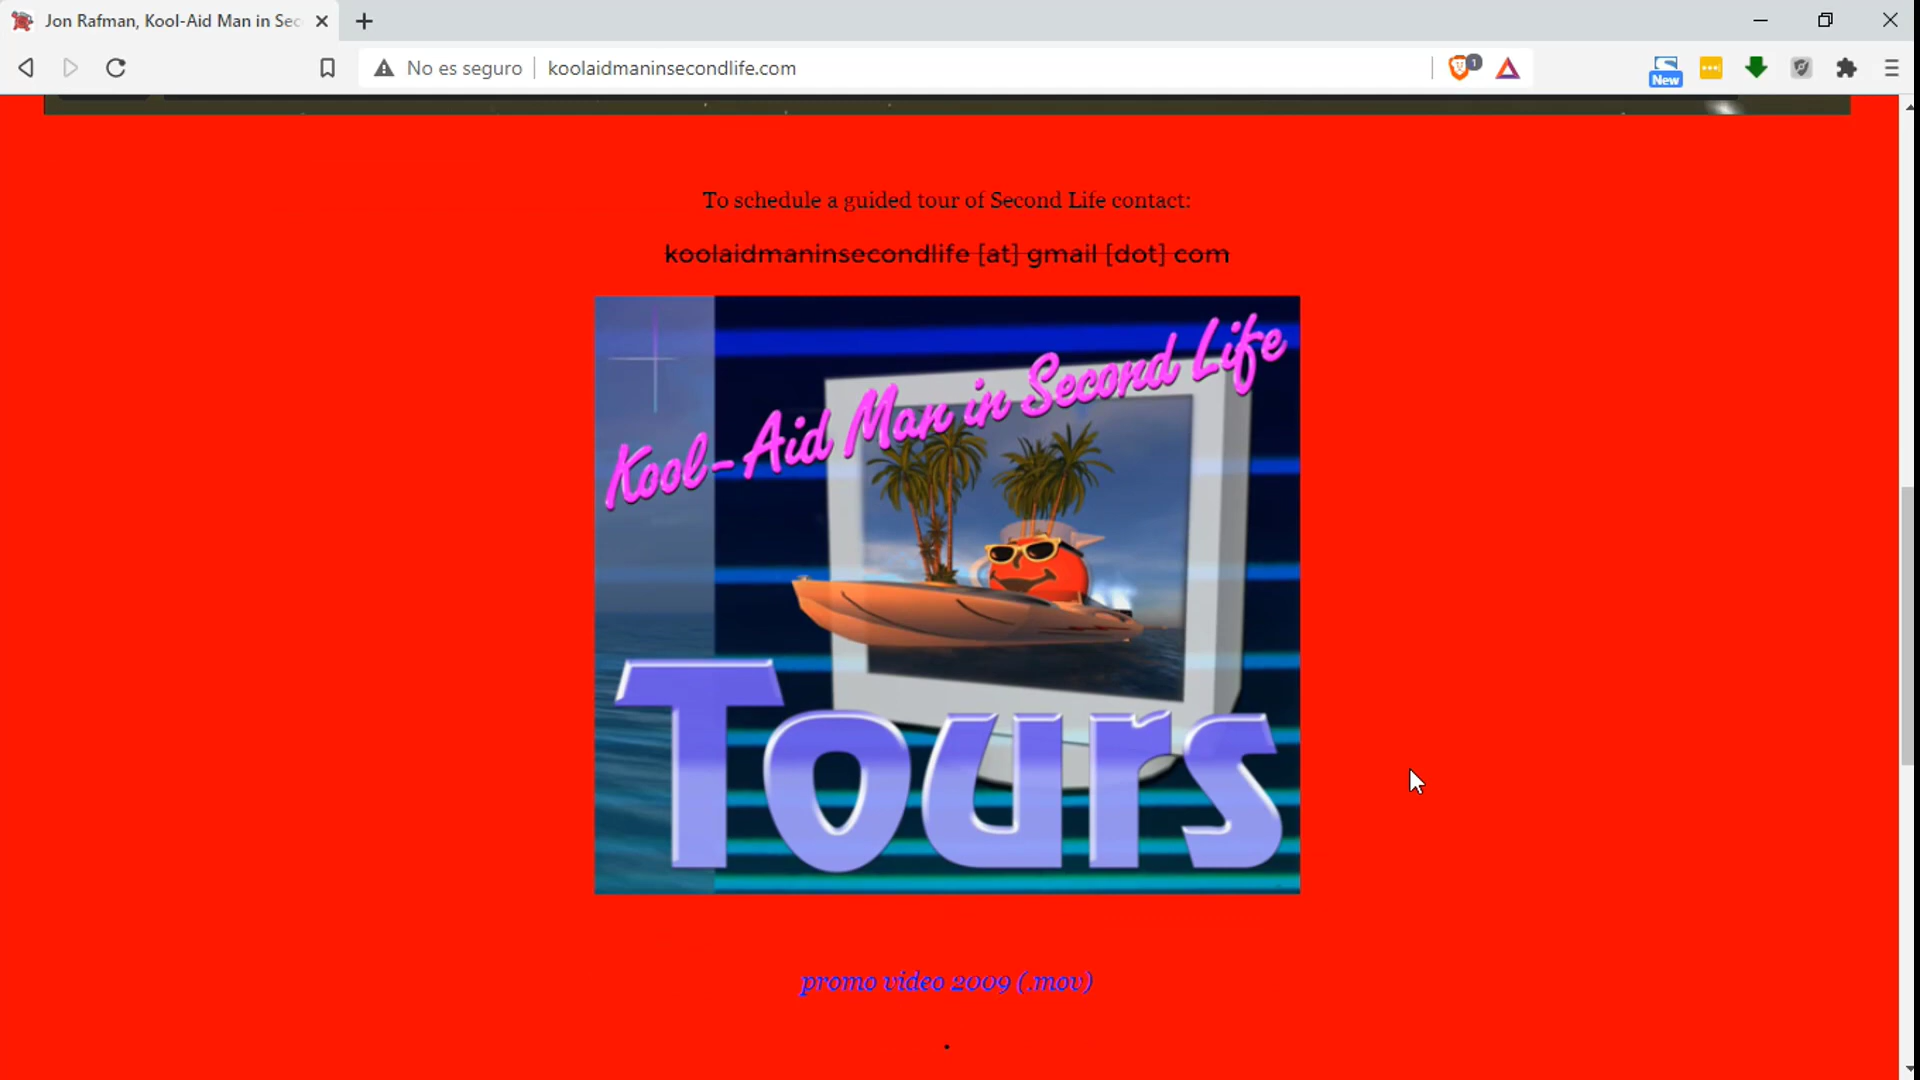 Jon Rafman, Kool-Aid Man in Sec
No es seguro
koolaidmaninsecondlife.com
1
New
To schedule a guided tour of Second Life contact:
koolaidmaninsecondlife [at] gmail [dot] com
Kool-Aid Man in Second Life
Tours
promo video 2009 (.mov)
.